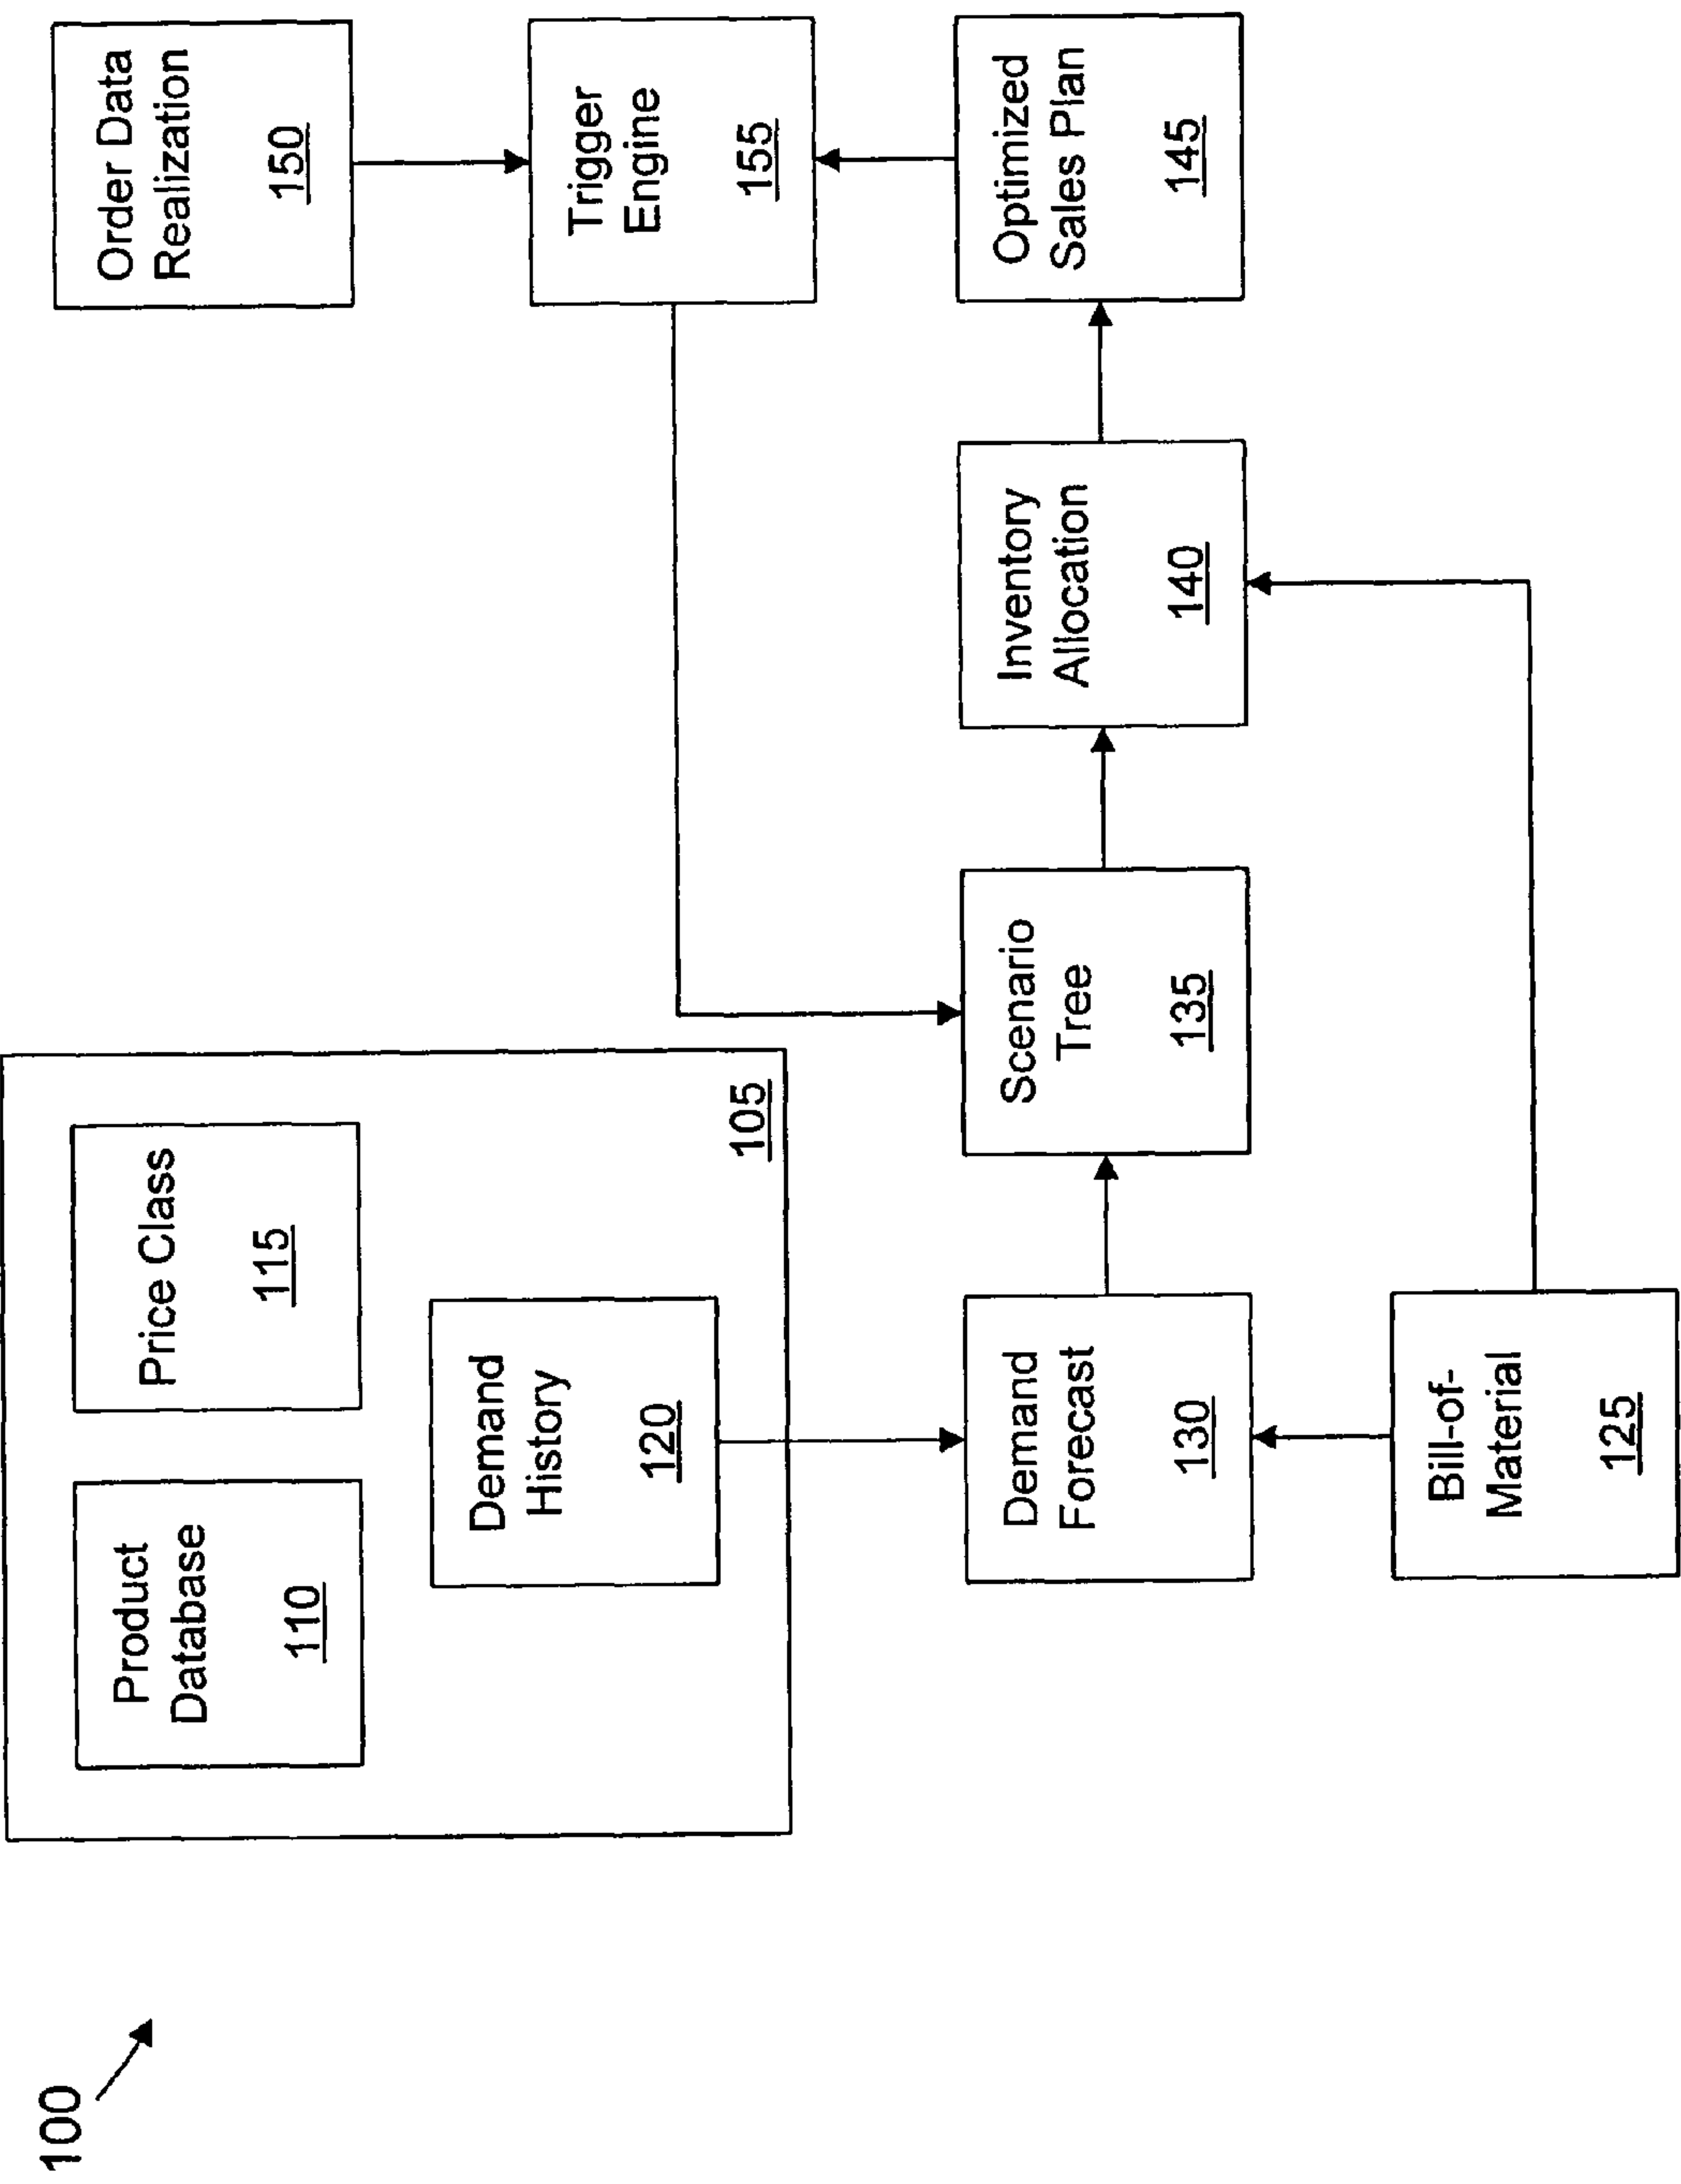 100
Product
Database
110
Price Class
115
Demand
History
120
105
Order Data
Realization
150
Trigger
Engine
155
Demand
Forecast
130
Scenario
Tree
135
Inventory
Allocation
140
Optimized
Sales Plan
145
Bill-of-
Material
125